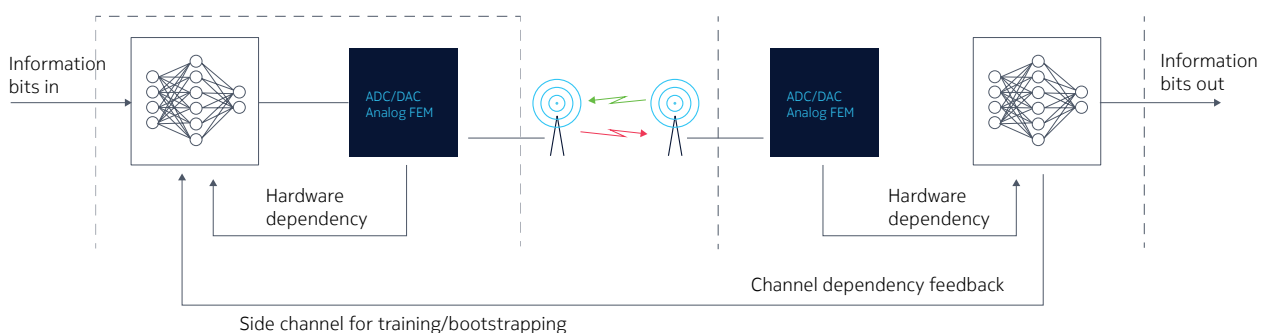 Information
bits in
ADC/DAC
Analog FEM
Hardware
dependency
ADC/DAC
Analog FEM
Hardware
dependency
Information
bits out
Channel dependency feedback
Side channel for training/bootstrapping